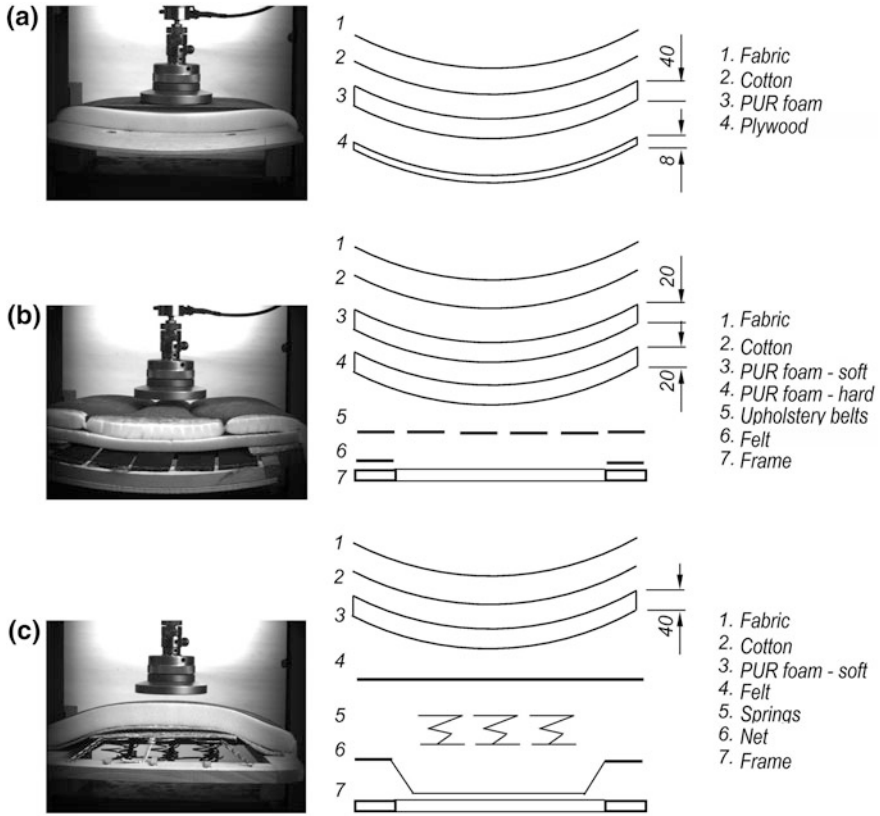 (a)
1
2
3
4
40
8
1. Fabric
2. Cotton
3. PUR foam
4. Plywood
(b)
1
2
3
4
5
6
7
20
20
1. Fabric
2. Cotton
3. PUR foam - soft
4. PUR foam - hard
5. Upholstery belts
6. Felt
7. Frame
(c)
1
2
3
4
5
6
7
40
1. Fabric
2. Cotton
3. PUR foam - soft
4. Felt
5. Springs
6. Net
7. Frame